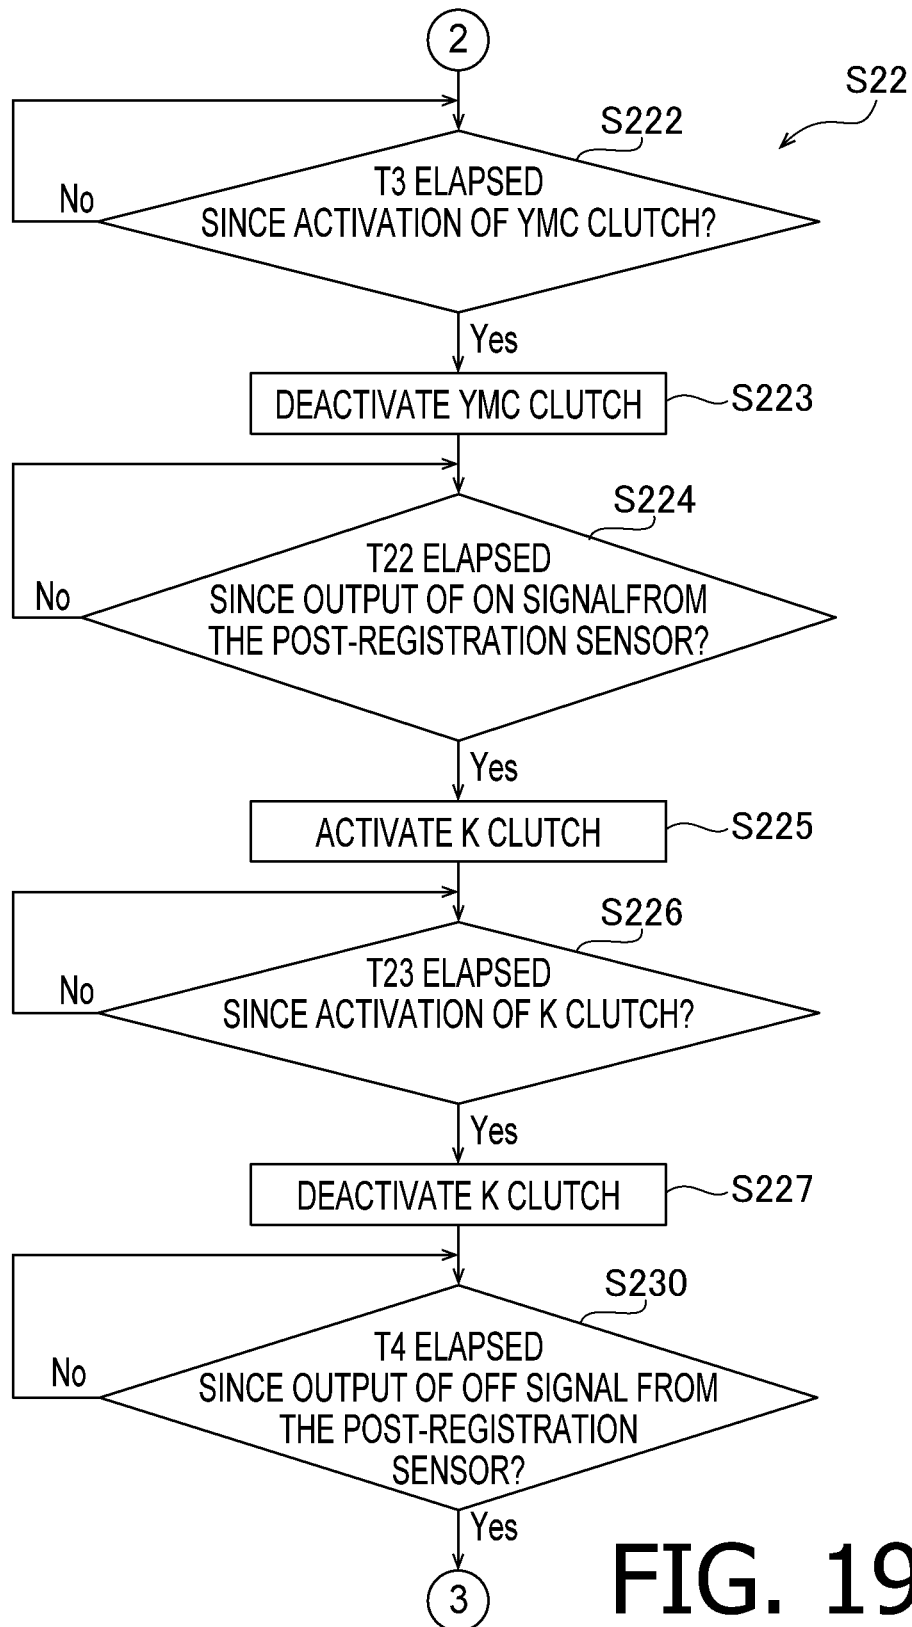 2
S22
S222
T3 ELAPSED
SINCE ACTIVATION OF YMC CLUTCH?
No
Yes
DEACTIVATE YMC CLUTCH
S223
S224
T22 ELAPSED
SINCE OUTPUT OF ON SIGNALFROM
THE POST-REGISTRATION SENSOR?
No
Yes
ACTIVATE K CLUTCH
S225
S226
T23 ELAPSED
SINCE ACTIVATION OF K CLUTCH?
No
Yes
DEACTIVATE K CLUTCH
S227
S230
T4 ELAPSED
SINCE OUTPUT OF OFF SIGNAL FROM
THE POST-REGISTRATION
SENSOR?
No
Yes
3
FIG. 19